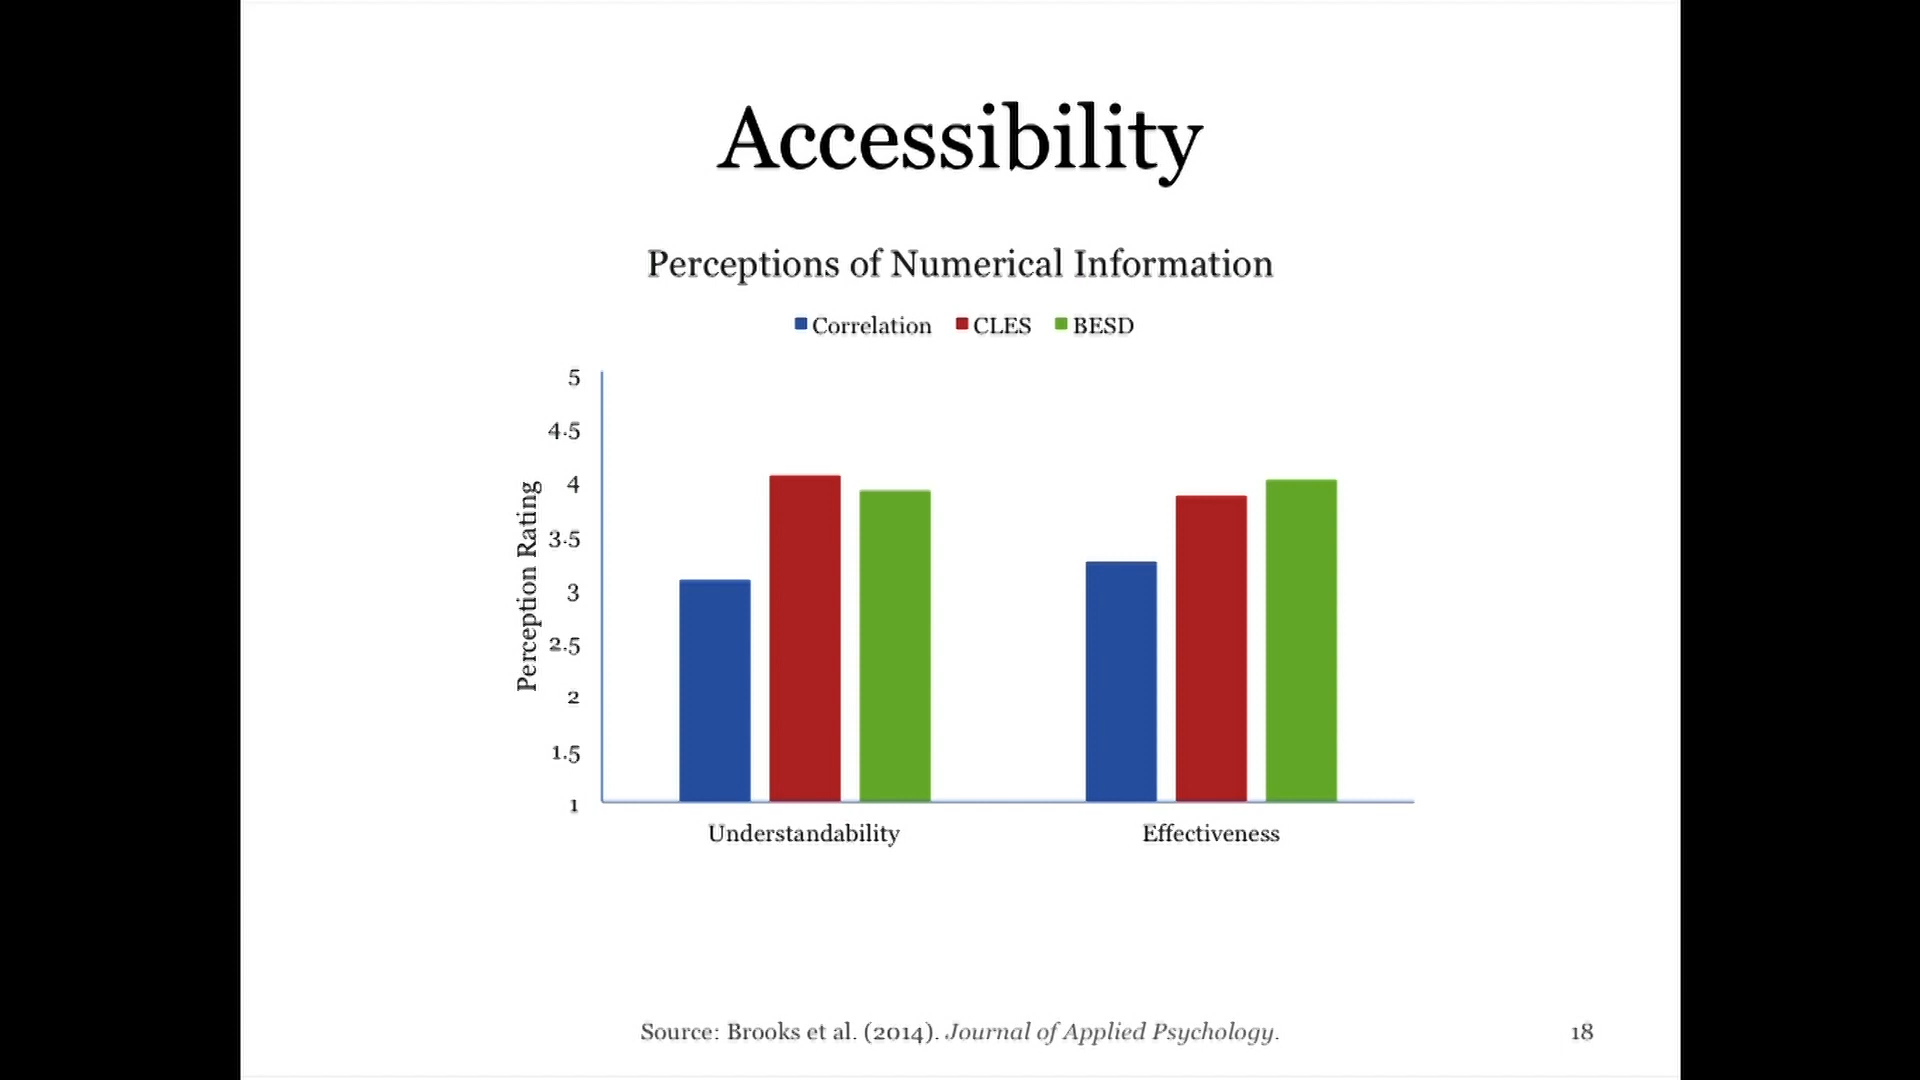 Accessibility
Perceptions of Numerical Information
Correlation CLES BESD
5
4.5
4
3.5
3
2.5
2
1.5
1
Perception Rating
Understandability Effectiveness
Source: Brooks et al. (2014). Journal of Applied Psychology.
18